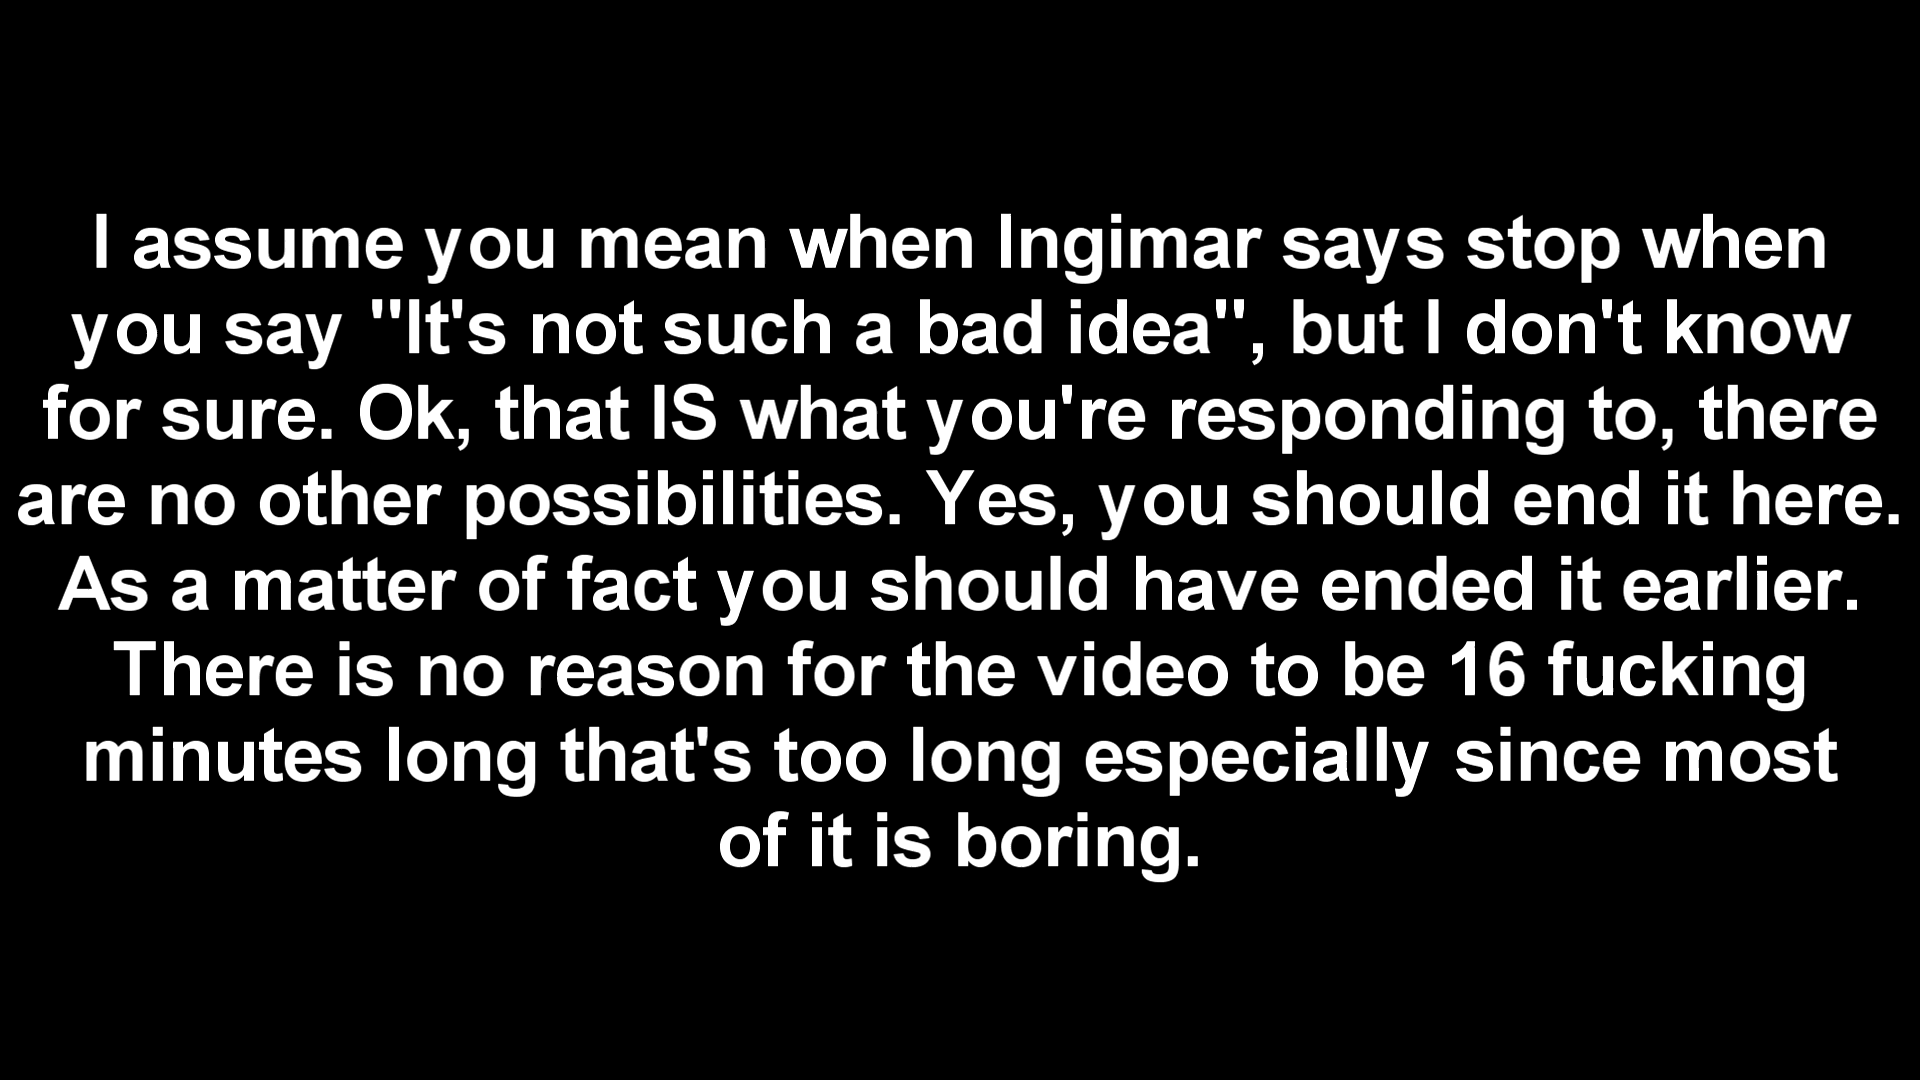 I assume you mean when Ingimar says stop when
you say "It's not such a bad idea", but I don't know
for sure. Ok, that IS what you're responding to, there
are no other possibilities. Yes, you should end it here.
As a matter of fact you should have ended it earlier.
There is no reason for the video to be 16 fucking
minutes long that's too long especially since most
of it is boring.